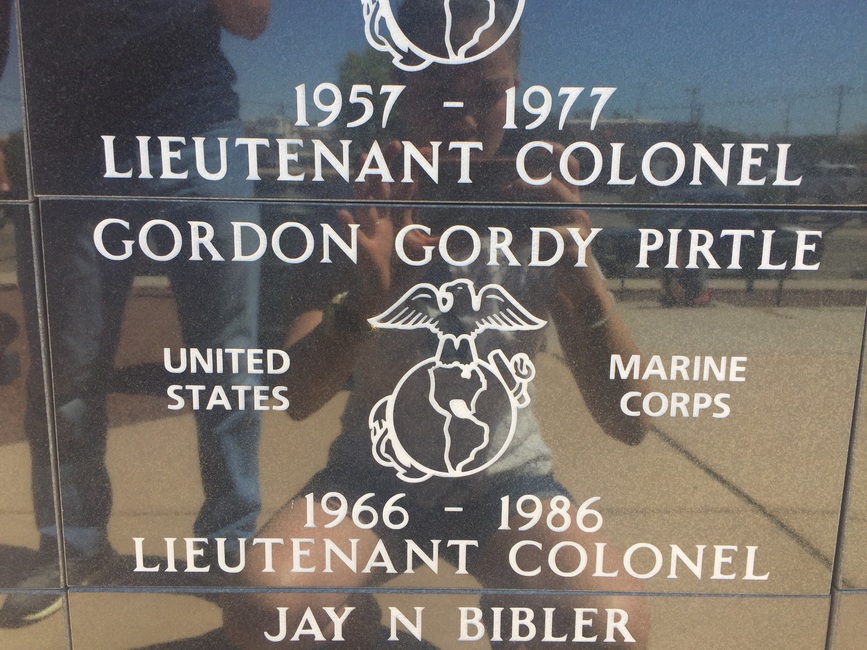 1957 - 1977
LIEUTENANT COLONEL
GORDON GORDY PIRTLE
UNITED STATES
MARINE CORPS
1966 - 1986
LIEUTENANT COLONEL
JAY N BIBLER